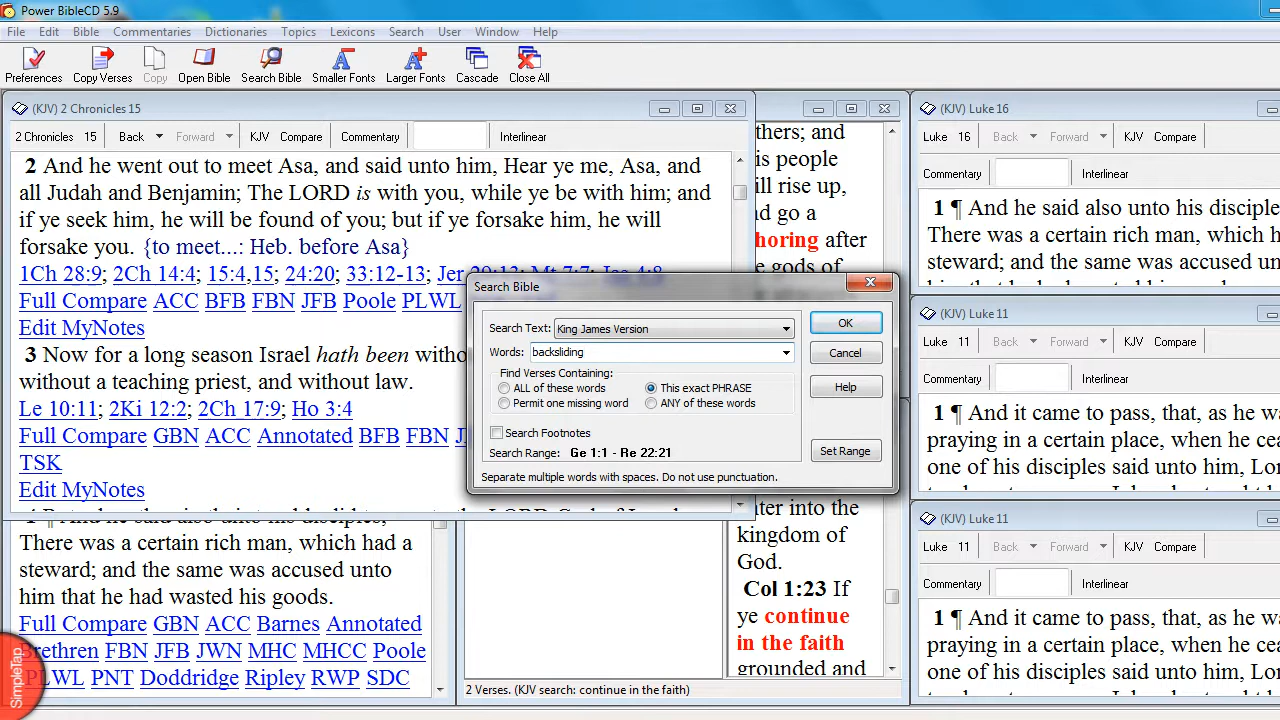 Power BibleCD 5.9
File Edit Bible Commentaries Dictionaries Topics Lexicons Search User Window Help
Preferences Copy Verses Copy Open Bible Search Bible Smaller Fonts Larger Fonts Cascade Close All
(KJV) 2 Chronicles 15
2 Chronicles 15 Back Forward KJV Compare Commentary Interlinear
2 And he went out to meet Asa, and said unto him, Hear ye me, Asa, and
all Judah and Benjamin; The LORD is with you, while ye be with him; and
if ye seek him, he will be found of you; but if ye forsake him, he will
forsake you. {to meet...: Heb. before Asa}
1Ch 28:9; 2Ch 14:4; 15:4,15; 24:20; 33:12-13; Jer 29:13; Mt 7:7; Jas 4:8
Full Compare ACC BFB FBN JFB Poole PLWL
Edit MyNotes
3 Now for a long season Israel hath been
without a teaching priest, and without law.
Le 10:11; 2Ki 12:2; 2Ch 17:9; Ho 3:4
Full Compare GBN ACC Annotated BFB FBN
TSK
Edit MyNotes
There was a certain rich man, which had a
steward; and the same was accused unto
him that he had wasted his goods.
Full Compare GBN ACC Barnes Annotated
Brethren FBN JFB JWN MHC MHCC Poole
PLWL PNT Doddridge Ripley RWP SDC
SimpleTap
Search Bible
Search Text: King James Version
OK
Words: backsliding
Cancel
Find Verses Containing:
ALL of these words This exact PHRASE
Help
Permit one missing word ANY of these words
Search Footnotes
Search Range: Ge 1:1 - Re 22:21
Set Range
Separate multiple words with spaces. Do not use punctuation.
thers; and
is people
ill rise up,
nd go a
horing after
e gods of
nter into the
kingdom of
God.
Col 1:23 If
ye continue
in the faith
grounded and
2 Verses. (KJV search: continue in the faith)
(KJV) Luke 16
Luke 16 Back Forward KJV Compare
Commentary Interlinear
1 ¶ And he said also unto his disciple
There was a certain rich man, which h
steward; and the same was accused un
(KJV) Luke 11
Luke 11 Back Forward KJV Compare
Commentary Interlinear
1 ¶ And it came to pass, that, as he wa
praying in a certain place, when he cea
one of his disciples said unto him, Lor
(KJV) Luke 11
Luke 11 Back Forward KJV Compare
Commentary Interlinear
1 ¶ And it came to pass, that, as he wa
praying in a certain place, when he cea
one of his disciples said unto him, Lor